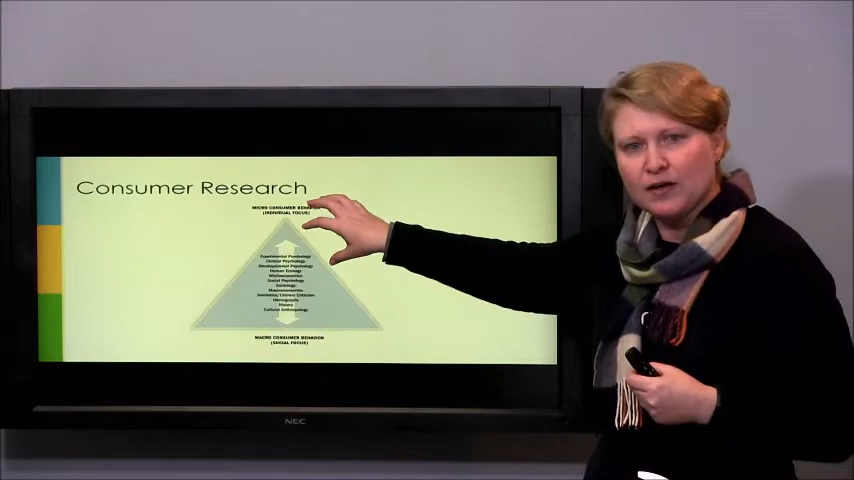 Consumer Research
MICRO CONSUMER
(INDIVIDUAL FOCUS)
Experimental Psychology
Clinical Psychology
Developmental Psychology
Human Ecology
Microeconomics
Social Psychology
Sociology
Macroeconomics
Semiotics/Literary Criticism
Demography
History
Cultural Anthropology
MACRO CONSUMER BEHAVIOR
(SOCIAL FOCUS)
NEC